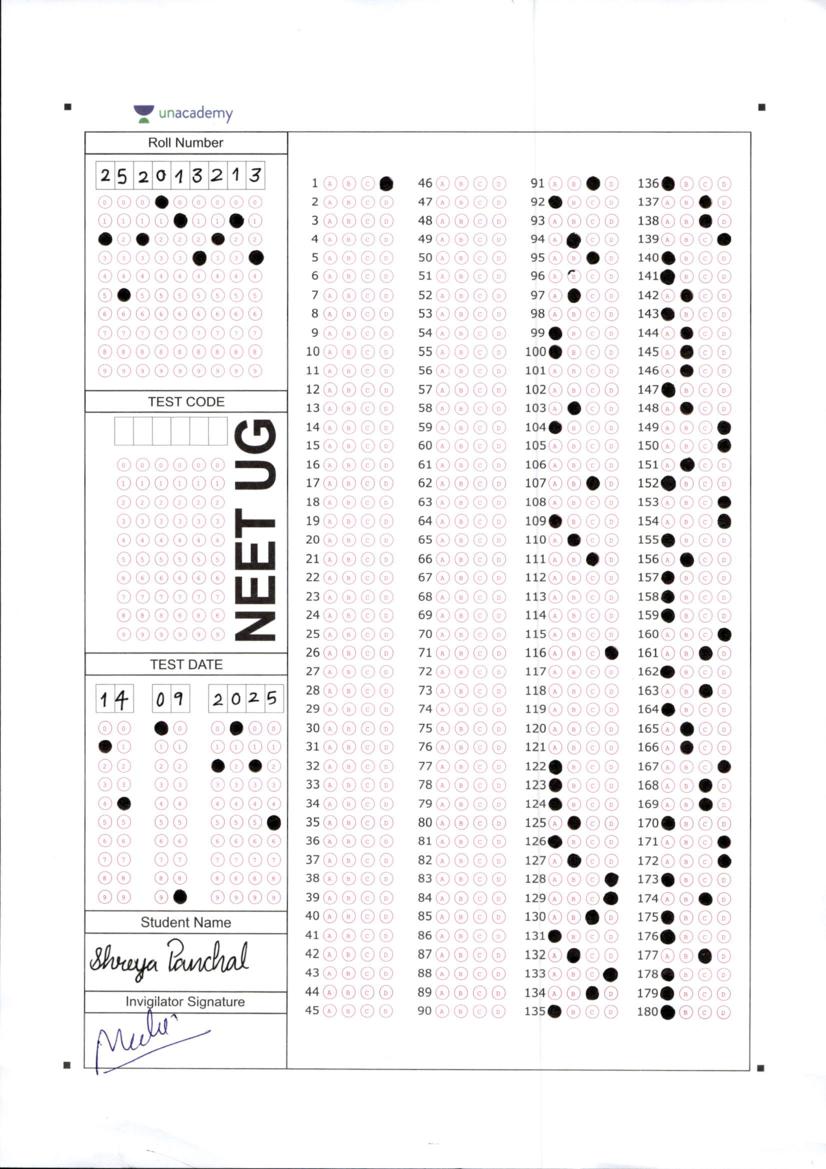 unacademy
Roll Number
2 5 2 0 1 3 2 1 3
TEST CODE
NEET UG
TEST DATE
1 4 0 9 2 0 2 5
Student Name
Shreya Panchal
Invigilator Signature
1 A B C 46 A B C D 91 A B D 136 B C D
2 A B C D 47 A B C D 92 B C D 137 A B D
3 A B C D 48 A B C D 93 A B C D 138 A B D
4 A B C D 49 A B C D 94 A C D 139 A B C
5 A B C D 50 A B C D 95 A B D 140 B C D
6 A B C D 51 A B C D 96 A B C D 141 B C D
7 A B C D 52 A B C D 97 A C D 142 A C D
8 A B C D 53 A B C D 98 A B C D 143 B C D
9 A B C D 54 A B C D 99 B C D 144 A C D
10 A B C D 55 A B C D 100 B C D 145 A C D
11 A B C D 56 A B C D 101 A B C D 146 A C D
12 A B C D 57 A B C D 102 A B C D 147 B C D
13 A B C D 58 A B C D 103 A C D 148 A C D
14 A B C D 59 A B C D 104 B C D 149 A B C
15 A B C D 60 A B C D 105 A B C D 150 A B C
16 A B C D 61 A B C D 106 A B C D 151 A C D
17 A B C D 62 A B C D 107 A B D 152 B C D
18 A B C D 63 A B C D 108 A B C D 153 A B C
19 A B C D 64 A B C D 109 B C D 154 A B C
20 A B C D 65 A B C D 110 A C D 155 B C D
21 A B C D 66 A B C D 111 A B D 156 A C D
22 A B C D 67 A B C D 112 A B C D 157 B C D
23 A B C D 68 A B C D 113 A B C D 158 B C D
24 A B C D 69 A B C D 114 A B C D 159 B C D
25 A B C D 70 A B C D 115 A B C D 160 A B C
26 A B C D 71 A B C D 116 A B C 161 A B D
27 A B C D 72 A B C D 117 A B C D 162 B C D
28 A B C D 73 A B C D 118 A B C D 163 A B D
29 A B C D 74 A B C D 119 A B C D 164 B C D
30 A B C D 75 A B C D 120 A B C D 165 A C D
31 A B C D 76 A B C D 121 A B C D 166 A C D
32 A B C D 77 A B C D 122 B C D 167 A B C
33 A B C D 78 A B C D 123 B C D 168 A B D
34 A B C D 79 A B C D 124 B C D 169 A B D
35 A B C D 80 A B C D 125 A C D 170 B C D
36 A B C D 81 A B C D 126 B C D 171 A B C
37 A B C D 82 A B C D 127 A C D 172 A B C
38 A B C D 83 A B C D 128 A B C 173 B C D
39 A B C D 84 A B C D 129 A B C 174 A B D
40 A B C D 85 A B C D 130 A B D 175 B C D
41 A B C D 86 A B C D 131 B C D 176 B C D
42 A B C D 87 A B C D 132 A C D 177 A B D
43 A B C D 88 A B C D 133 A B C 178 B C D
44 A B C D 89 A B C D 134 A B D 179 B C D
45 A B C D 90 A B C D 135 B C D 180 B C D